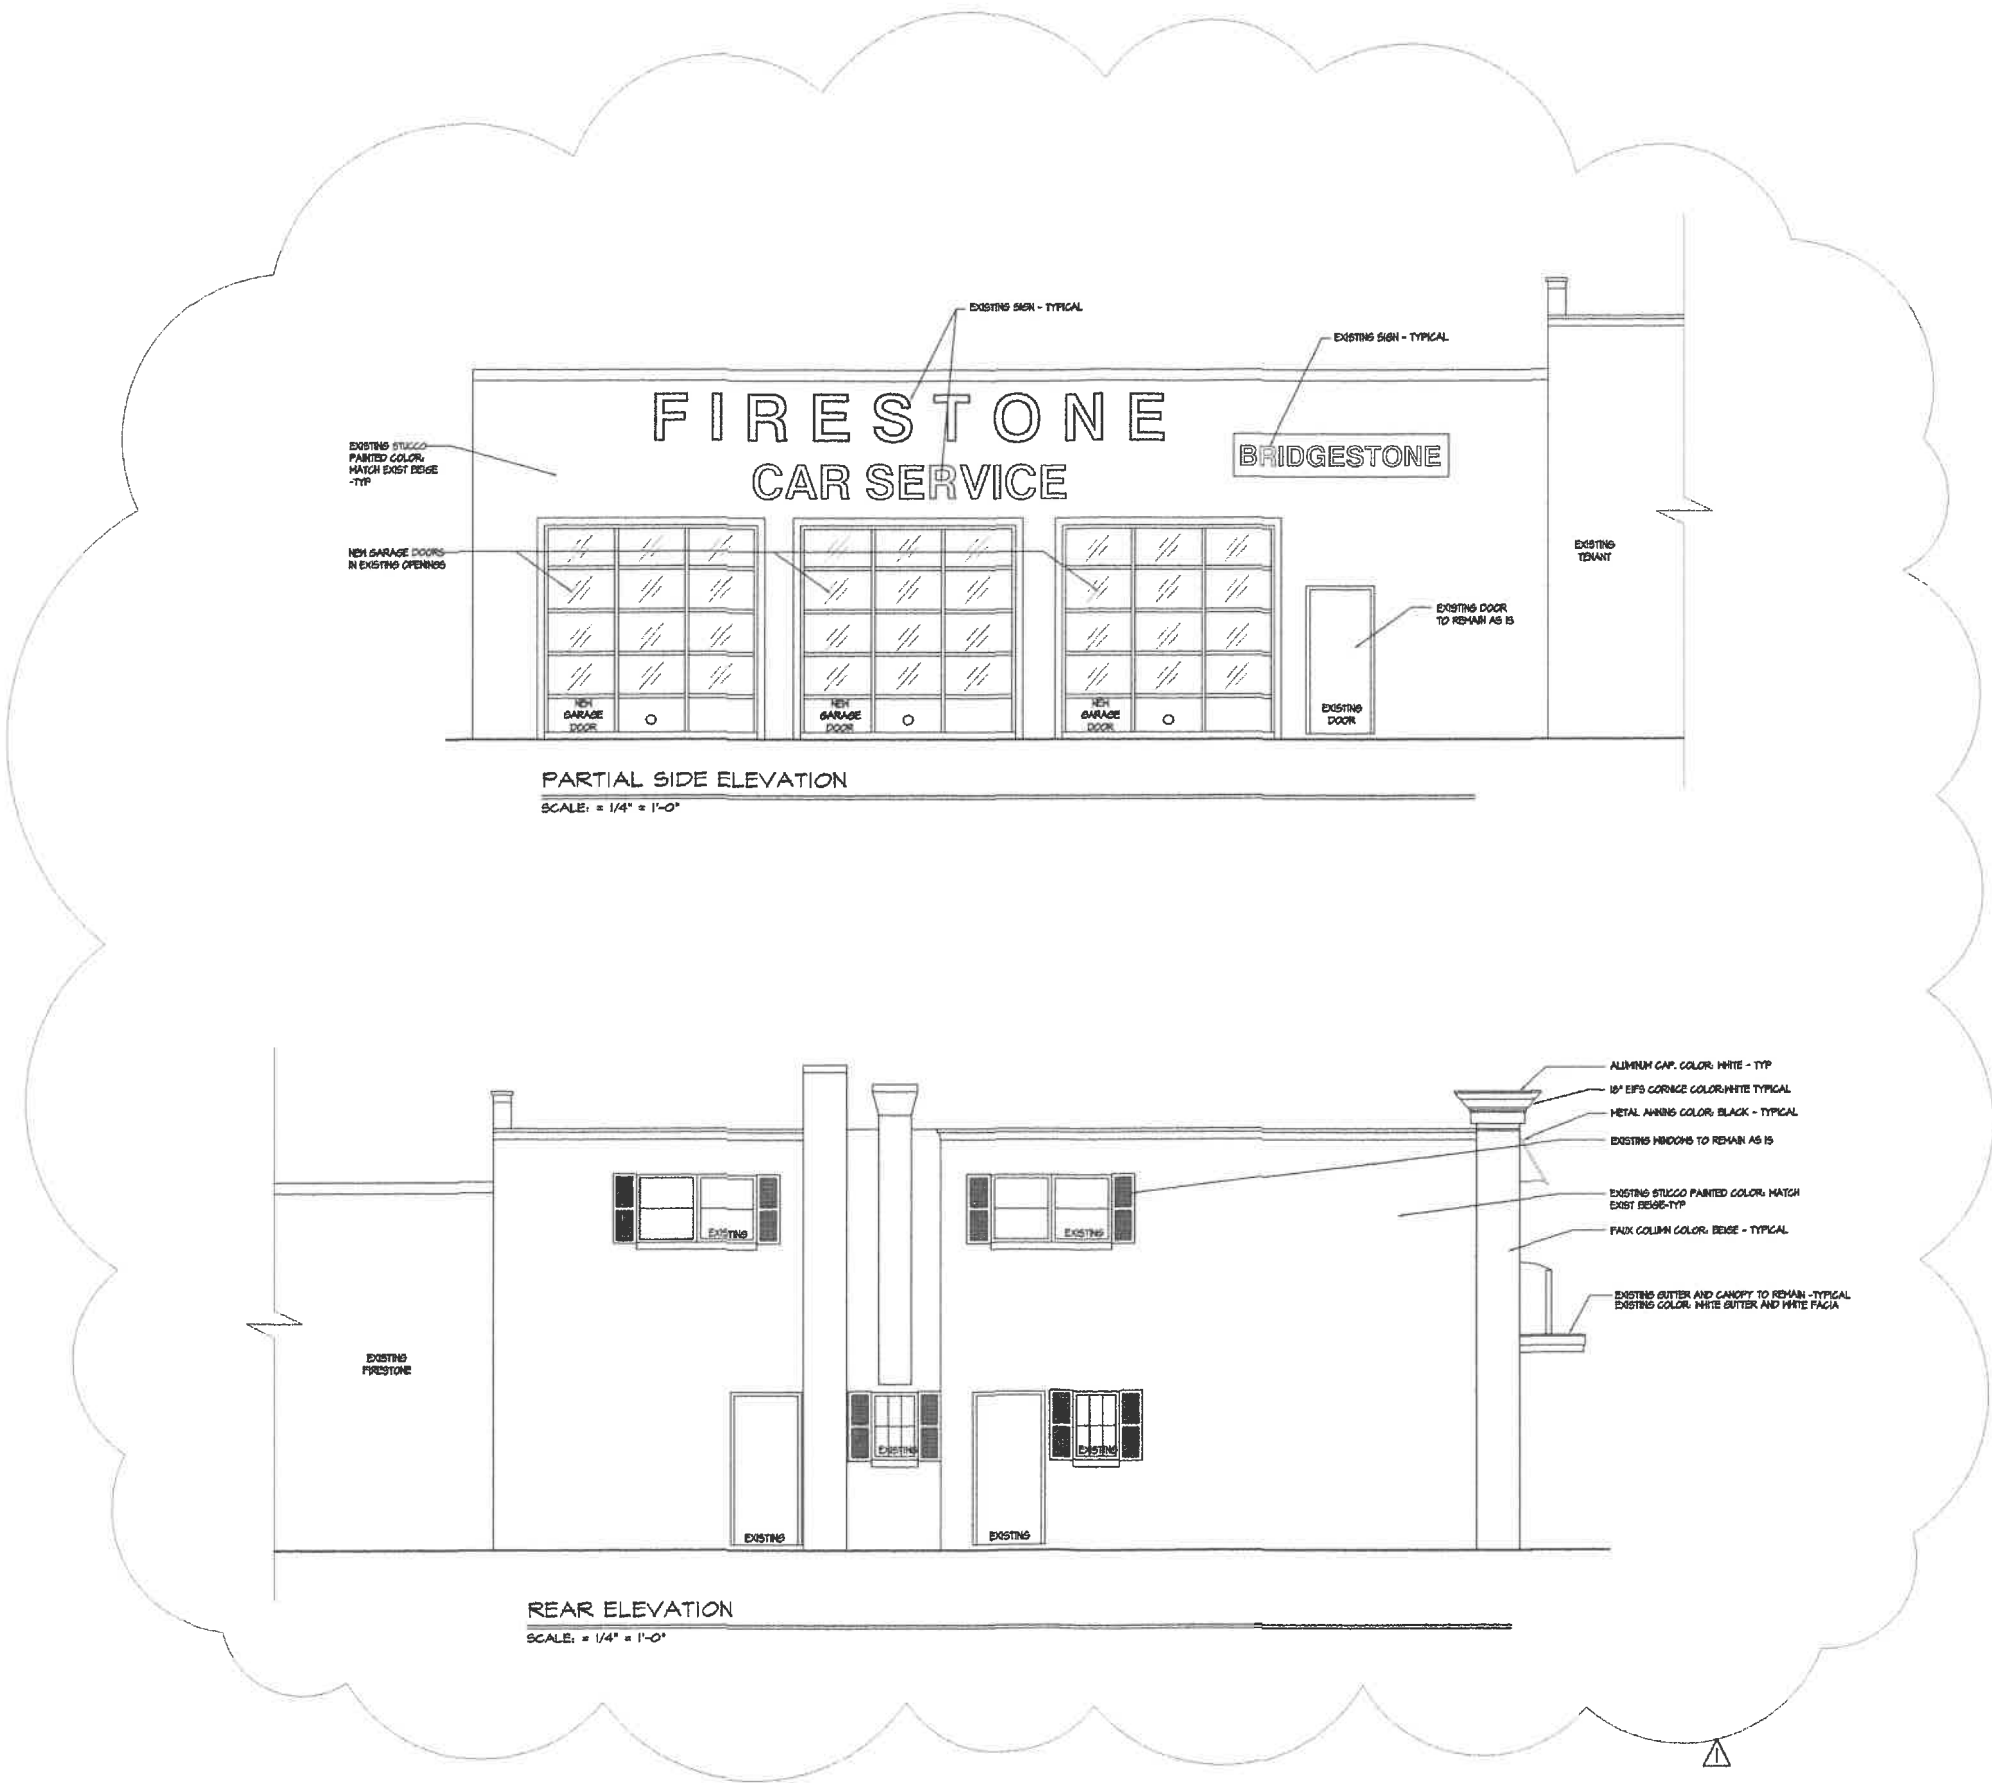 EXISTING SIGN - TYPICAL
EXISTING SIGN - TYPICAL
FIRESTONE
CAR SERVICE
BRIDGESTONE
EXISTING STUCCO
PAINTED COLOR:
MATCH EXIST BEIGE
-TYP
NEW GARAGE DOORS
IN EXISTING OPENINGS
EXISTING
TENANT
EXISTING DOOR
TO REMAIN AS IS
NEW
GARAGE
DOOR
NEW
GARAGE
DOOR
NEW
GARAGE
DOOR
EXISTING
DOOR
PARTIAL SIDE ELEVATION
SCALE: = 1/4" = 1'-0"
ALUMINUM CAP. COLOR: WHITE - TYP
18" EIFS CORNICE COLOR:WHITE TYPICAL
METAL AWNING COLOR: BLACK - TYPICAL
EXISTING WINDOWS TO REMAIN AS IS
EXISTING STUCCO PAINTED COLOR: MATCH
EXIST BEIGE-TYP
FAUX COLUMN COLOR: BEIGE - TYPICAL
EXISTING GUTTER AND CANOPY TO REMAIN -TYPICAL
EXISTING COLOR: WHITE GUTTER AND WHITE FACIA
EXISTING
EXISTING
EXISTING
FIRESTONE
EXISTING
EXISTING
EXISTING
EXISTING
REAR ELEVATION
SCALE: = 1/4" = 1'-0"
1